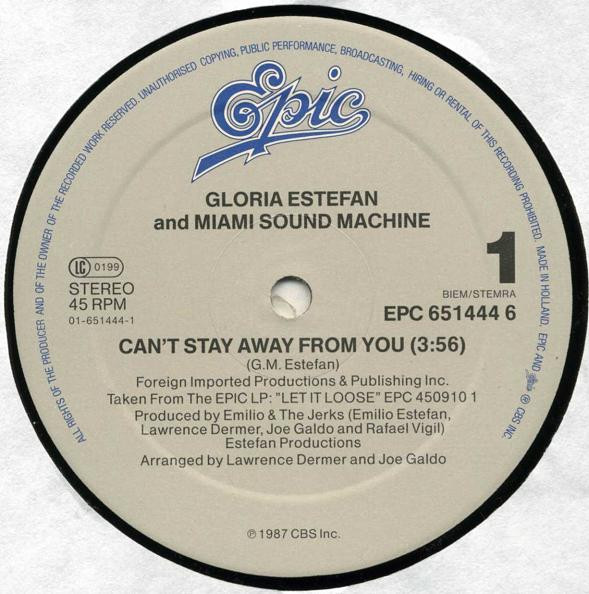 ALL RIGHTS OF THE PRODUCER AND OF THE OWNER OF THE RECORDED WORK RESERVED. UNAUTHORISED COPYING, PUBLIC PERFORMANCE, BROADCASTING, HIRING OR RENTAL OF THIS RECORDING PROHIBITED. MADE IN HOLLAND. EPIC AND Epic ® CBS INC.
Epic
GLORIA ESTEFAN
and MIAMI SOUND MACHINE
1
LC 0199
STEREO
45 RPM
01-651444-1
BIEM/STEMRA
EPC 651444 6
CAN'T STAY AWAY FROM YOU (3:56)
(G.M. Estefan)
Foreign Imported Productions & Publishing Inc.
Taken From The EPIC LP: "LET IT LOOSE" EPC 450910 1
Produced by Emilio & The Jerks (Emilio Estefan,
Lawrence Dermer, Joe Galdo and Rafael Vigil)
Estefan Productions
Arranged by Lawrence Dermer and Joe Galdo
℗ 1987 CBS Inc.